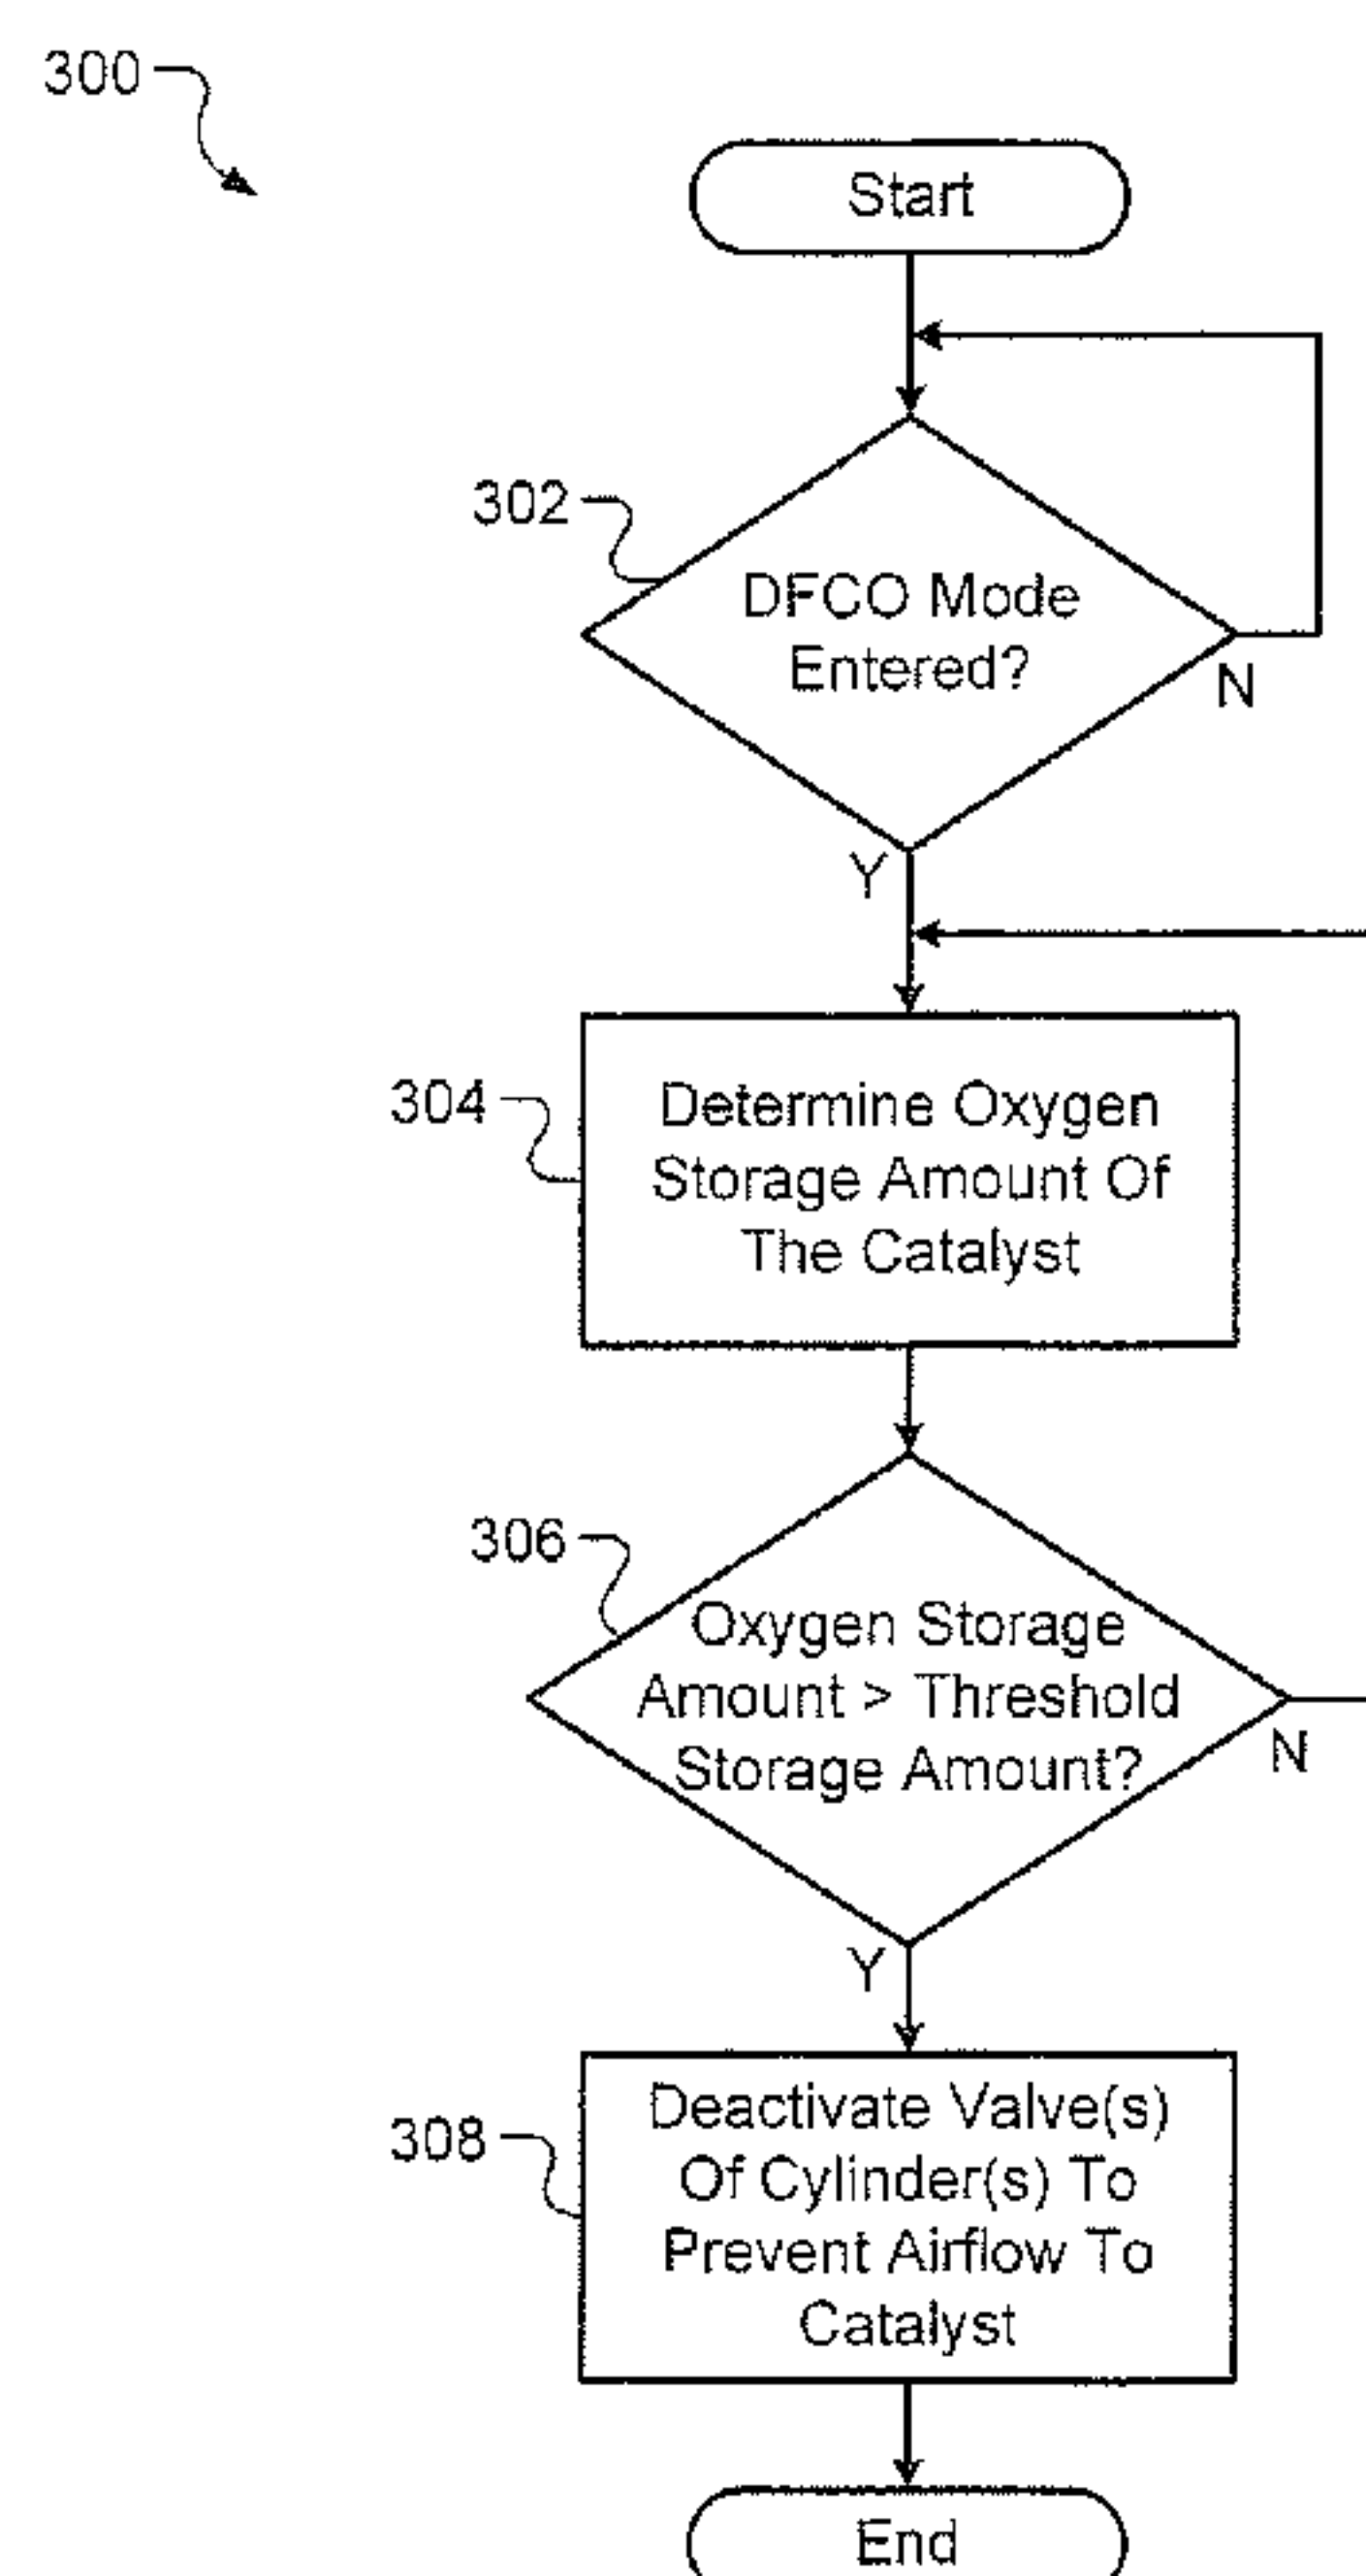 300
Start
302
DFCO Mode
Entered?
N
Y
304
Determine Oxygen
Storage Amount Of
The Catalyst
306
Oxygen Storage
Amount > Threshold
Storage Amount?
N
Y
308
Deactivate Valve(s)
Of Cylinder(s) To
Prevent Airflow To
Catalyst
End